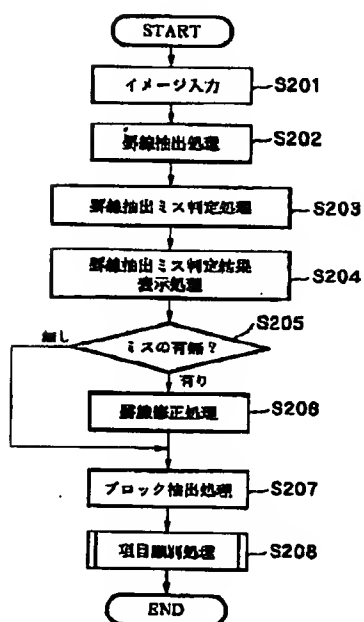 START
イメージ入力
S201
罫線抽出処理
S202
罫線抽出ミス判定処理
S203
罫線抽出ミス判定結果
表示処理
S204
ミスの有無?
S205
無し
有り
罫線修正処理
S206
ブロック抽出処理
S207
項目識別処理
S208
END